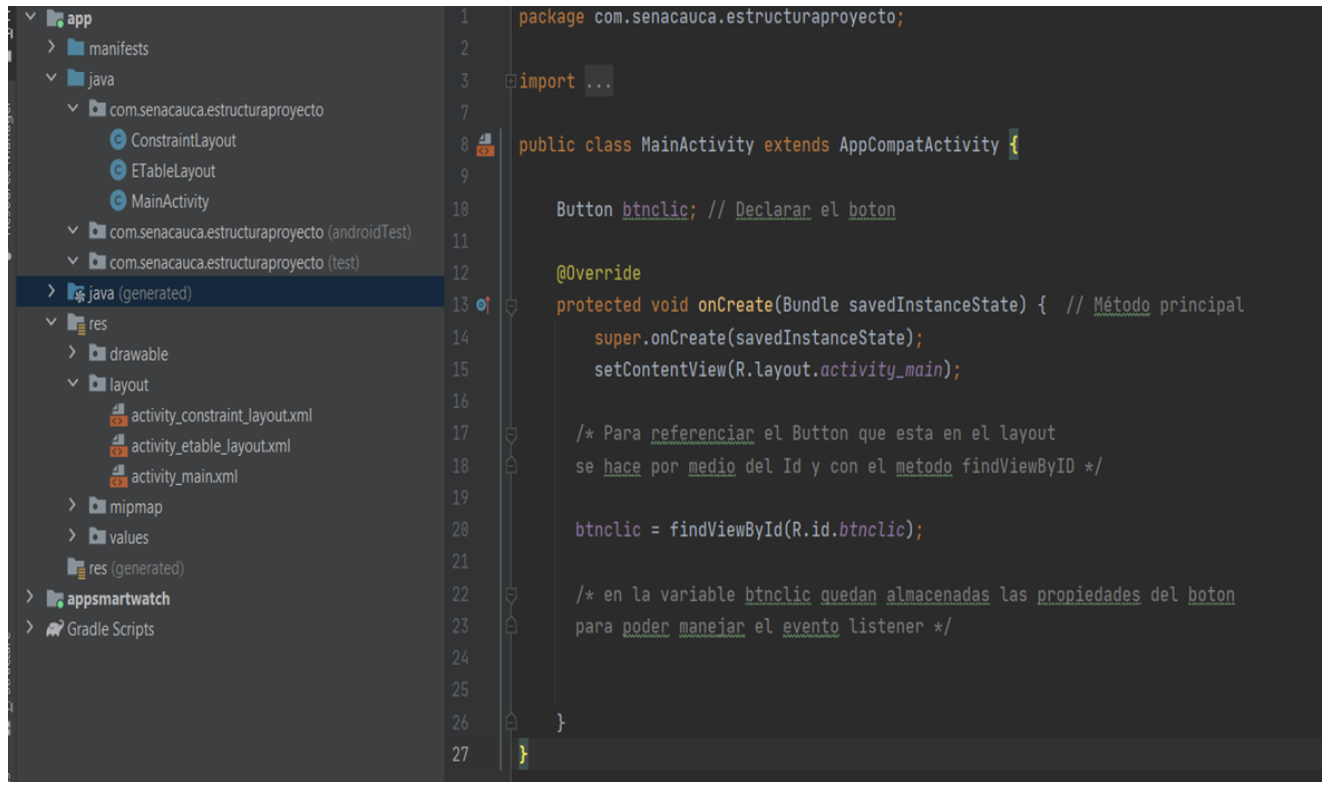 app
manifests
java
com.senacauca.estructuraproyecto
ConstraintLayout
ETableLayout
MainActivity
com.senacauca.estructuraproyecto (androidTest)
com.senacauca.estructuraproyecto (test)
java (generated)
res
drawable
layout
activity_constraint_layout.xml
activity_etable_layout.xml
activity_main.xml
mipmap
values
res (generated)
appsmartwatch
Gradle Scripts
1 package com.senacauca.estructuraproyecto;
2
3 import ...
7
8 public class MainActivity extends AppCompatActivity {
9
10 Button btnclic; // Declarar el boton
11
12 @Override
13 protected void onCreate(Bundle savedInstanceState) { // Método principal
14 super.onCreate(savedInstanceState);
15 setContentView(R.layout.activity_main);
16
17 /* Para referenciar el Button que esta en el layout
18 se hace por medio del Id y con el metodo findViewByID */
19
20 btnclic = findViewById(R.id.btnclic);
21
22 /* en la variable btnclic quedan almacenadas las propiedades del boton
23 para poder manejar el evento listener */
24
25
26 }
27 }